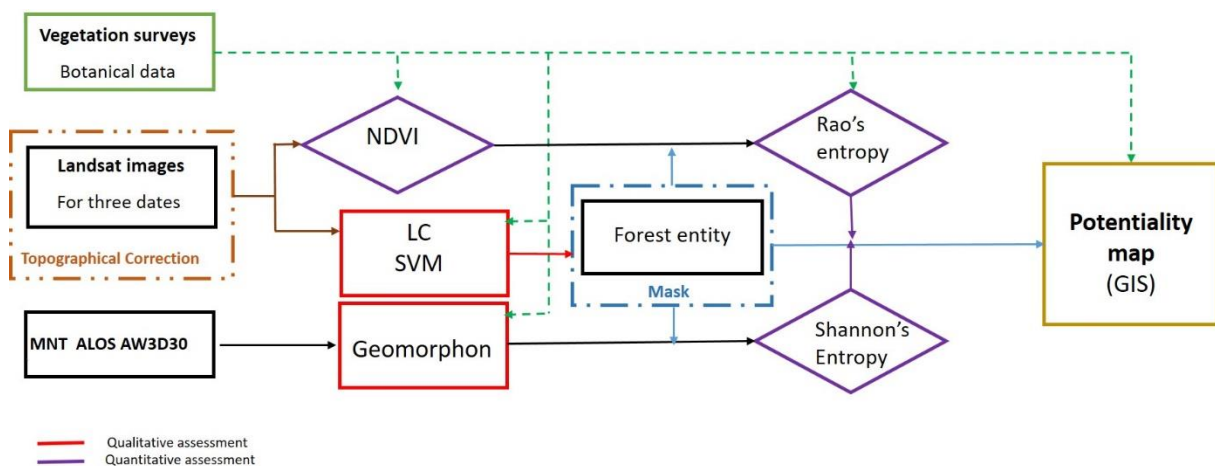 Vegetation surveys
Botanical data
NDVI
Rao's
entropy
Landsat images
For three dates
Topographical Correction
LC
SVM
Forest entity
Mask
Potentiality
map
(GIS)
MNT ALOS AW3D30
Geomorphon
Shannon's
Entropy
Qualitative assessment
Quantitative assessment